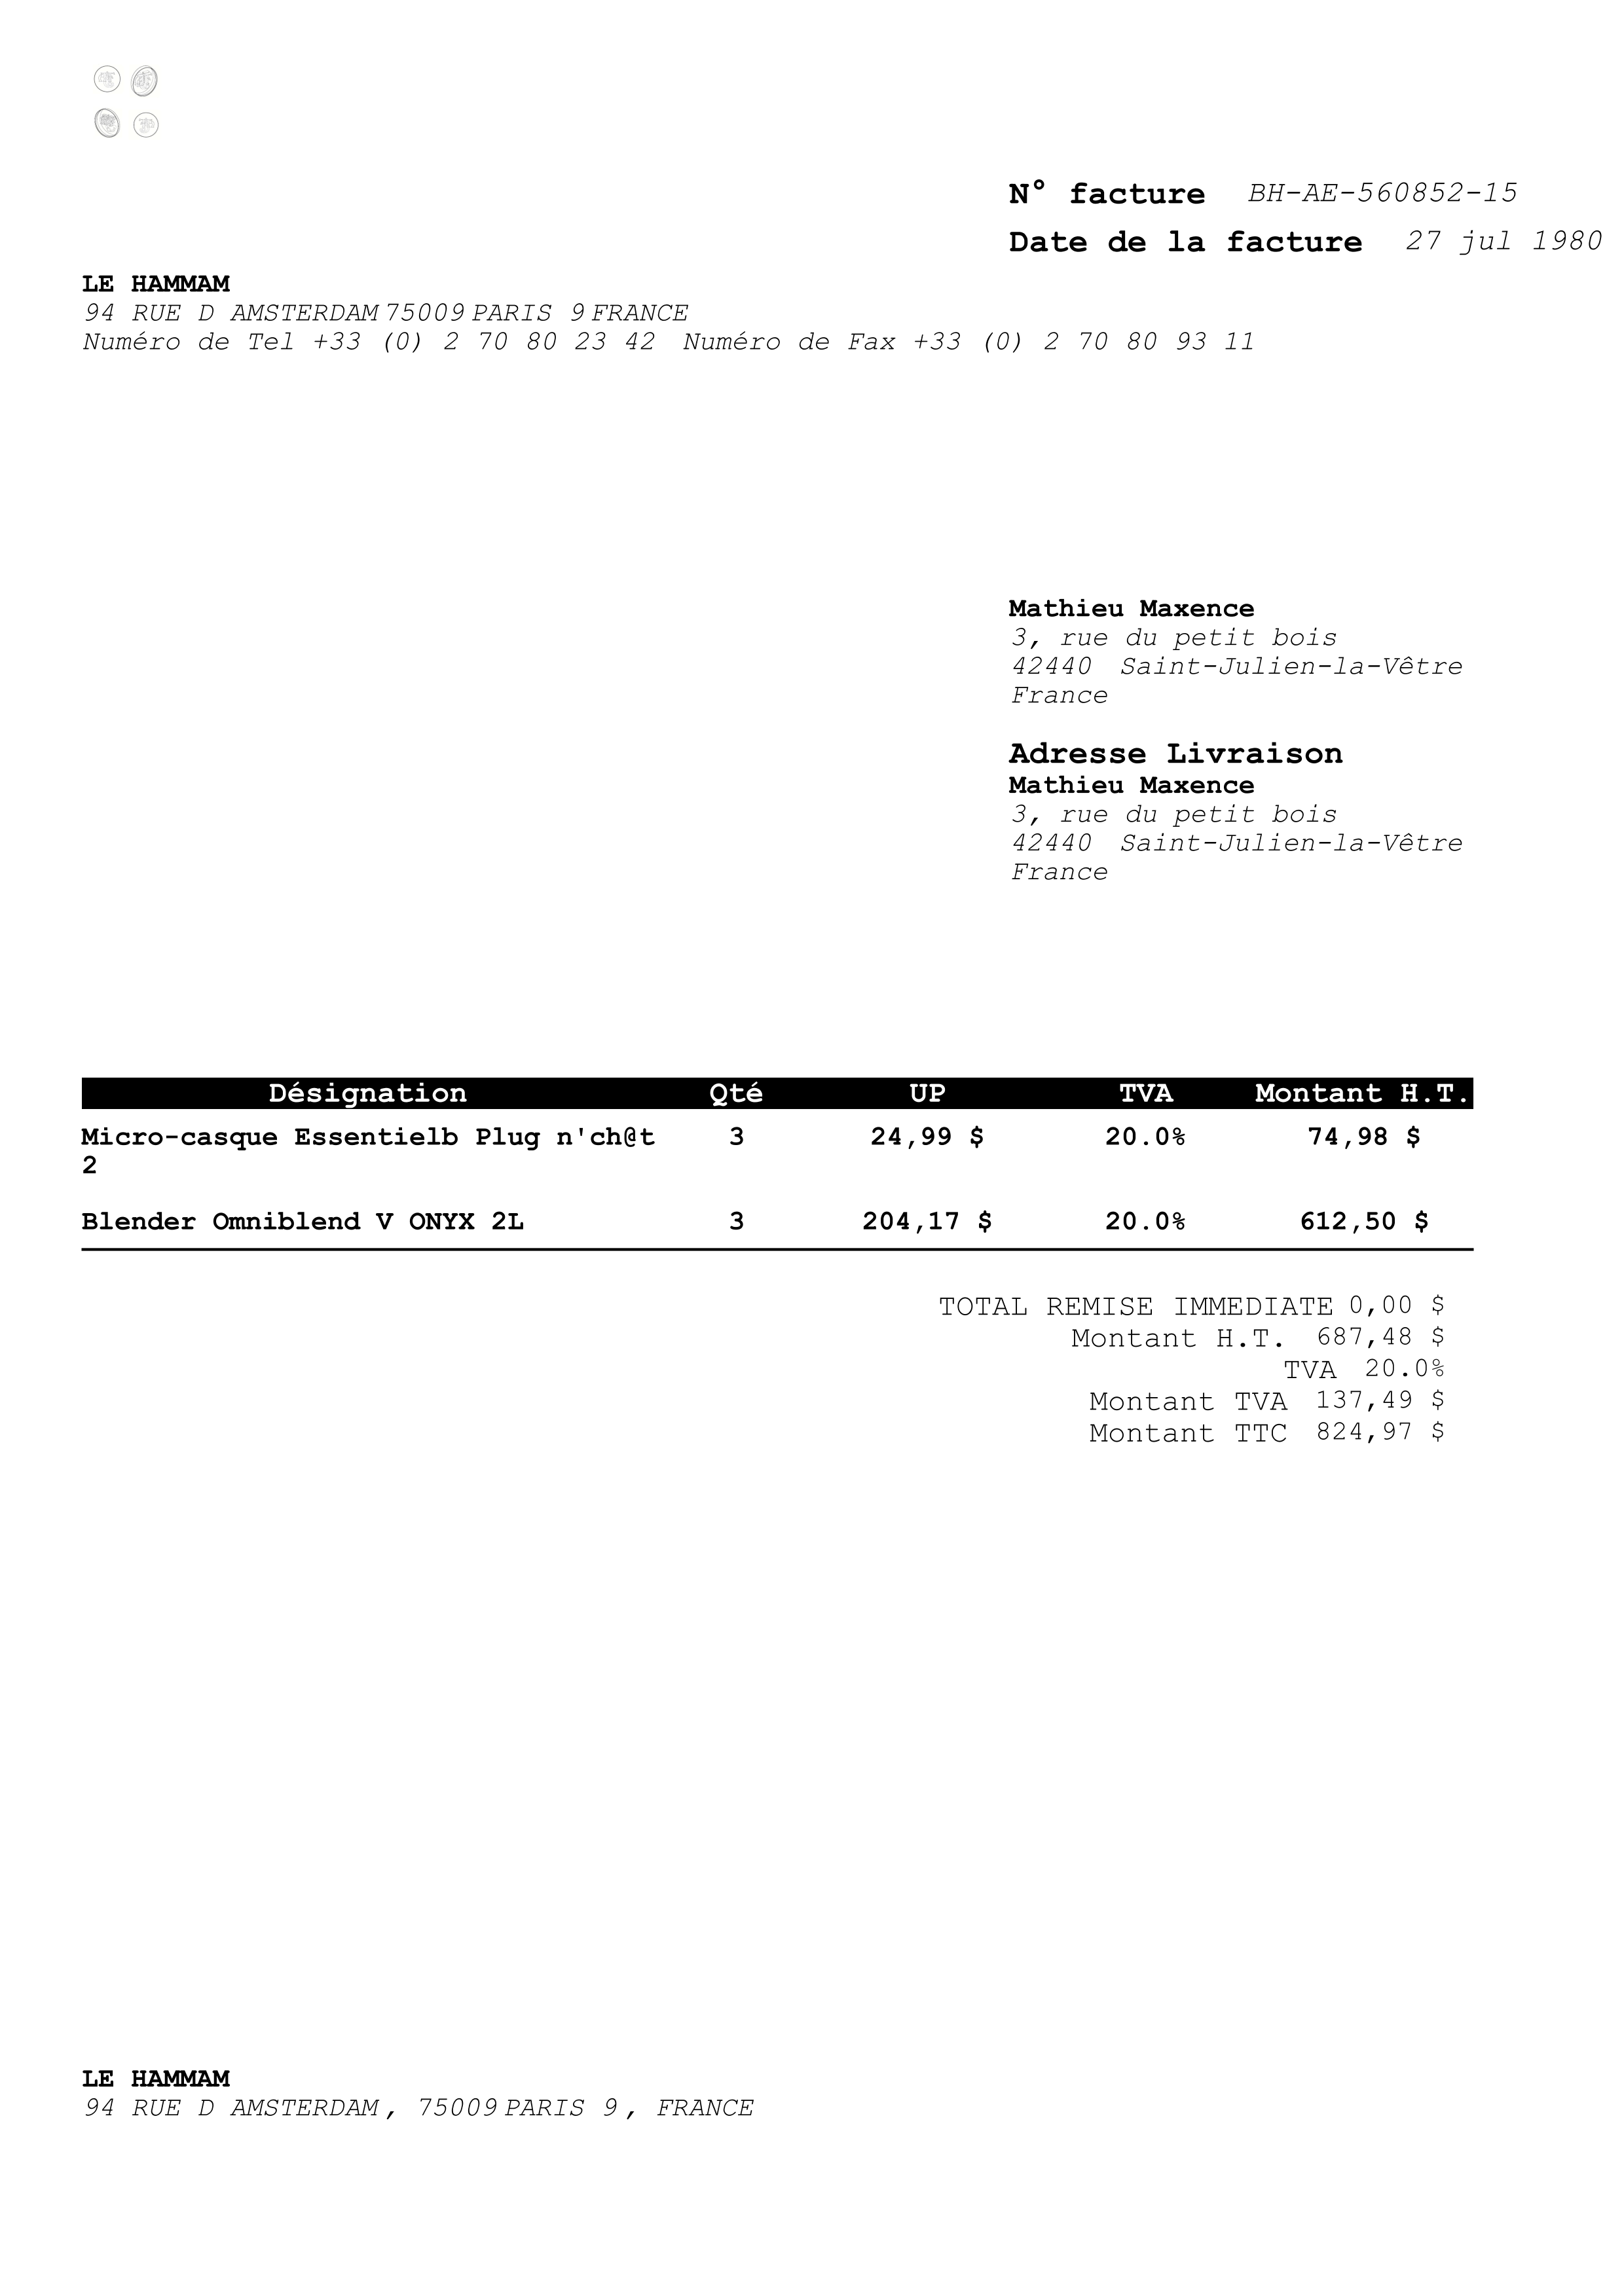 N° facture BH-AE-560852-15
Date de la facture 27 jul 1980
LE HAMMAM
94 RUE D AMSTERDAM 75009 PARIS 9 FRANCE
Numéro de Tel +33 (0) 2 70 80 23 42 Numéro de Fax +33 (0) 2 70 80 93 11
Mathieu Maxence
3, rue du petit bois
42440 Saint-Julien-la-Vêtre
France
Adresse Livraison
Mathieu Maxence
3, rue du petit bois
42440 Saint-Julien-la-Vêtre
France
Désignation Qté UP TVA Montant H.T.
Micro-casque Essentielb Plug n'ch@t 3 24,99 $ 20.0% 74,98 $
2
Blender Omniblend V ONYX 2L 3 204,17 $ 20.0% 612,50 $
TOTAL REMISE IMMEDIATE 0,00 $
Montant H.T. 687,48 $
TVA 20.0%
Montant TVA 137,49 $
Montant TTC 824,97 $
LE HAMMAM
94 RUE D AMSTERDAM, 75009 PARIS 9, FRANCE